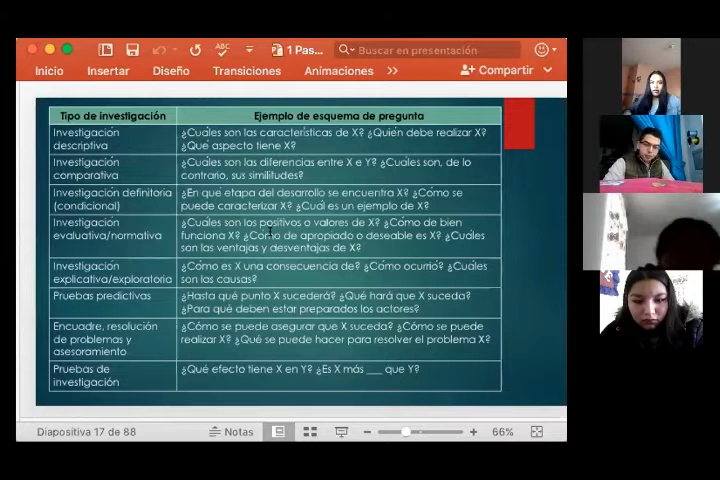 ABC
1 Pas...
Buscar en presentación
Inicio
Insertar
Diseño
Transiciones
Animaciones
Compartir
Tipo de investigación
Ejemplo de esquema de pregunta
Investigación
descriptiva
¿Cuáles son las características de X? ¿Quién debe realizar X?
¿Qué aspecto tiene X?
Investigación
comparativa
¿Cuáles son las diferencias entre X e Y? ¿Cuales son, de lo
contrario, sus similitudes?
Investigación definitoria
(condicional)
¿En qué etapa del desarrollo se encuentra X? ¿Cómo se
puede caracterizar X? ¿Cuál es un ejemplo de X?
Investigación
evaluativa/normativa
¿Cuáles son los positivos o valores de X? ¿Cómo de bien
funciona X? ¿Cómo de apropiado o deseable es X? ¿Cuáles
son las ventajas y desventajas de X?
Investigación
explicativa/exploratoria
¿Cómo es X una consecuencia de? ¿Cómo ocurrió? ¿Cuáles
son las causas?
Pruebas predictivas
¿Hasta qué punto X sucederá? ¿Qué hará que X suceda?
¿Para qué deben estar preparados los actores?
Encuadre, resolución
de problemas y
asesoramiento
¿Cómo se puede asegurar que X suceda? ¿Cómo se puede
realizar X? ¿Qué se puede hacer para resolver el problema X?
Pruebas de
investigación
¿Qué efecto tiene X en Y? ¿Es X más ___ que Y?
Diapositiva 17 de 88
Notas
66%